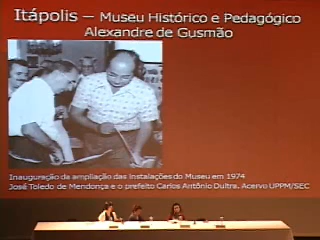 Itápolis – Museu Histórico e Pedagógico
Alexandre de Gusmão
Inauguração da ampliação das instalações do Museu em 1974
José Toledo de Mendonça e o prefeito Carlos Antônio Dultra. Acervo UPPM/SEC